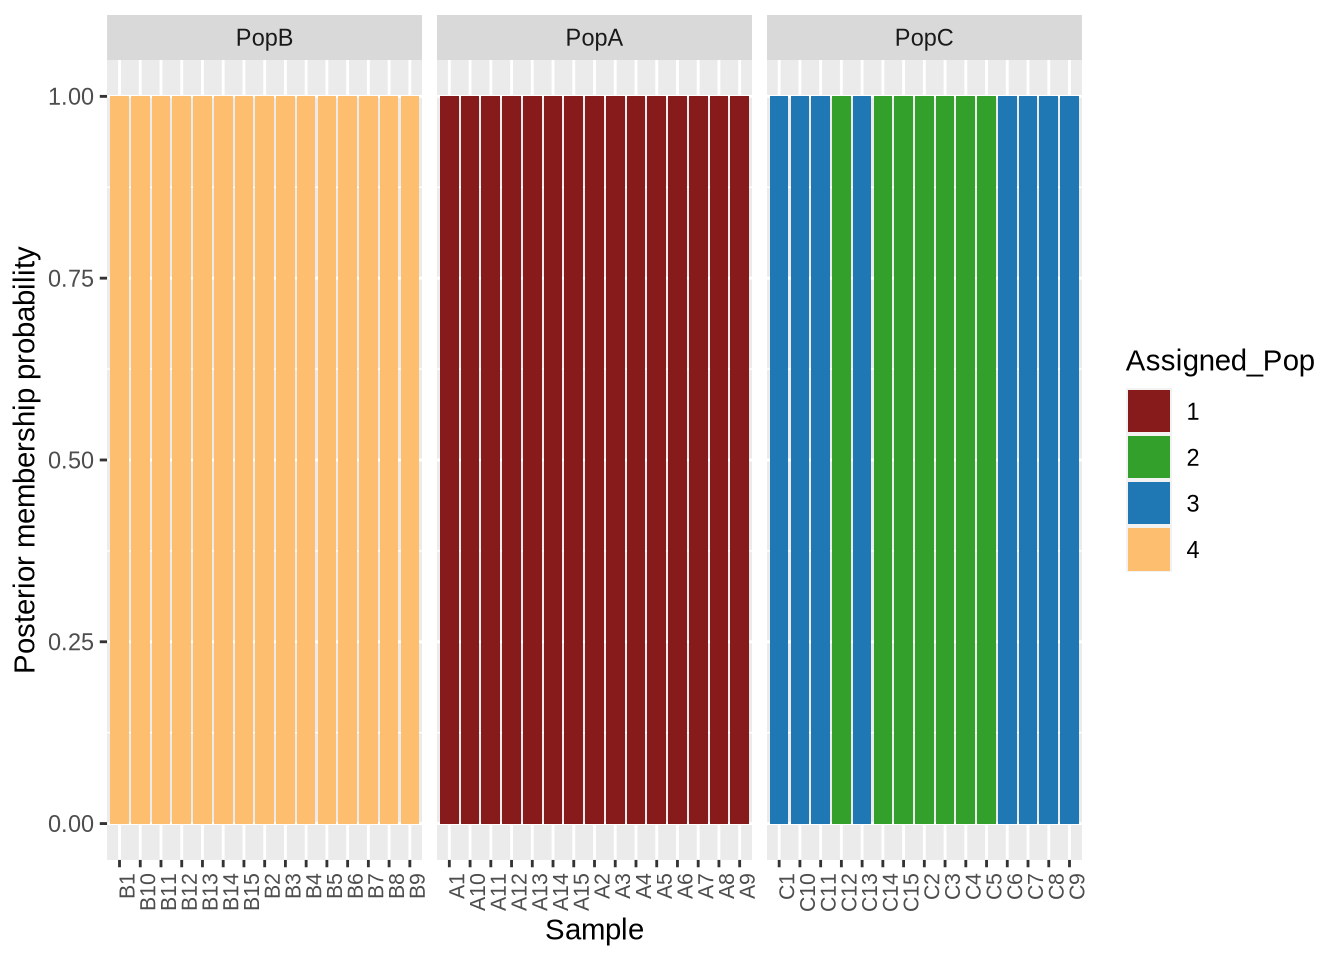 PopB PopA PopC
1.00
0.75
0.50
0.25
0.00
Posterior membership probability
B1 B10 B11 B12 B13 B14 B15 B2 B3 B4 B5 B6 B7 B8 B9 A1 A10 A11 A12 A13 A14 A15 A2 A3 A4 A5 A6 A7 A8 A9 C1 C10 C11 C12 C13 C14 C15 C2 C3 C4 C5 C6 C7 C8 C9
Sample
Assigned_Pop
1
2
3
4